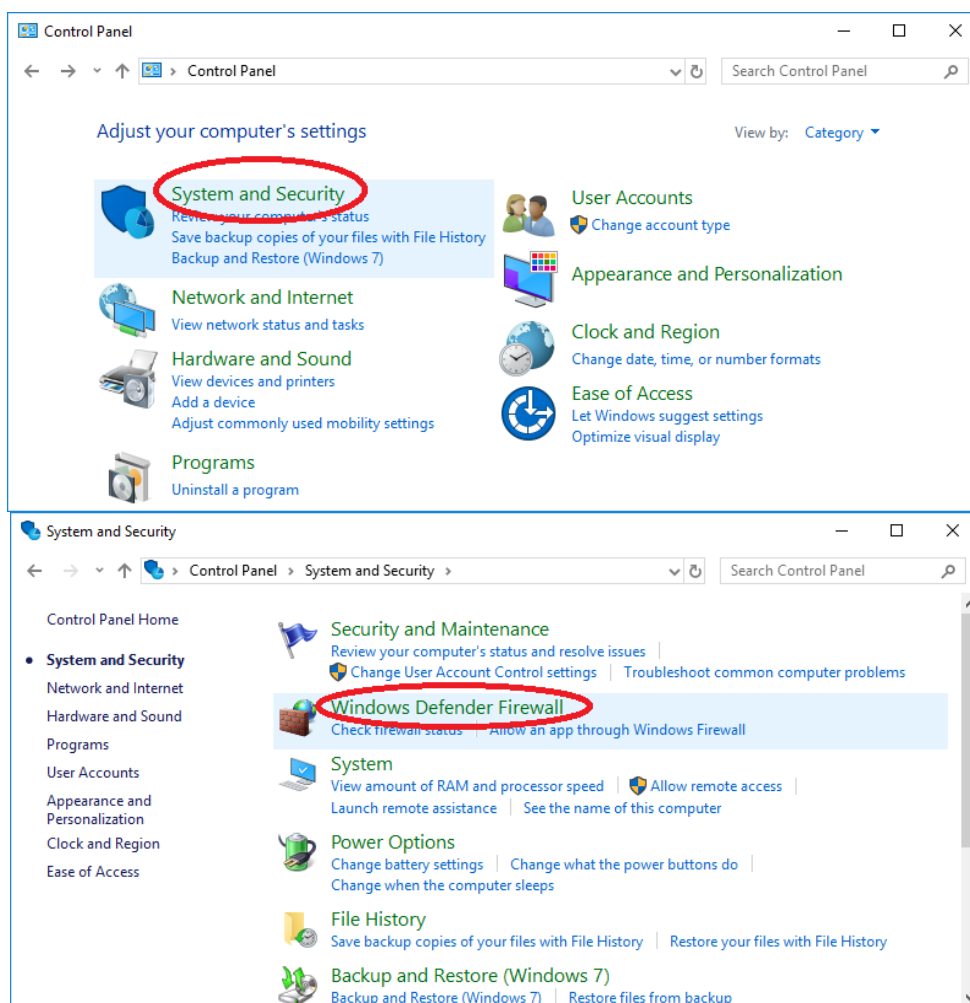 Control Panel
Control Panel
Search Control Panel
Adjust your computer's settings
View by: Category
System and Security
Review your computer's status
Save backup copies of your files with File History
Backup and Restore (Windows 7)
Network and Internet
View network status and tasks
Hardware and Sound
View devices and printers
Add a device
Adjust commonly used mobility settings
Programs
Uninstall a program
User Accounts
Change account type
Appearance and Personalization
Clock and Region
Change date, time, or number formats
Ease of Access
Let Windows suggest settings
Optimize visual display
System and Security
Control Panel > System and Security >
Search Control Panel
Control Panel Home
System and Security
Network and Internet
Hardware and Sound
Programs
User Accounts
Appearance and
Personalization
Clock and Region
Ease of Access
Security and Maintenance
Review your computer's status and resolve issues
Change User Account Control settings | Troubleshoot common computer problems
Windows Defender Firewall
Check firewall status | Allow an app through Windows Firewall
System
View amount of RAM and processor speed | Allow remote access
Launch remote assistance | See the name of this computer
Power Options
Change battery settings | Change what the power buttons do
Change when the computer sleeps
File History
Save backup copies of your files with File History | Restore your files with File History
Backup and Restore (Windows 7)
Backup and Restore (Windows 7) | Restore files from backup